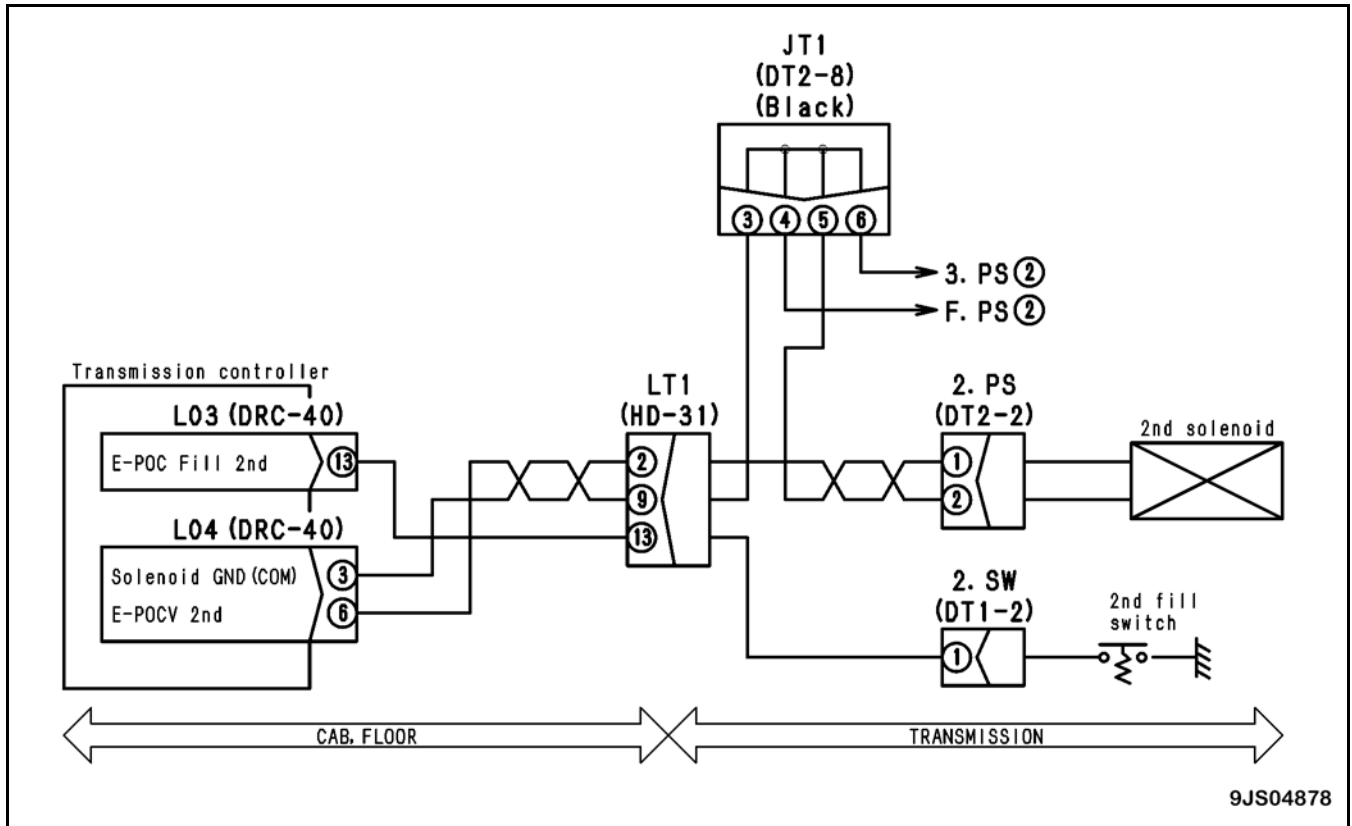 JT1
(DT2-8)
(Black)
3 4 5 6
3. PS 2
F. PS 2
Transmission controller
L03 (DRC-40)
E-POC Fill 2nd 13
L04 (DRC-40)
Solenoid GND (COM) 3
E-POCV 2nd 6
LT1
(HD-31)
2
9
13
2. PS
(DT2-2)
1
2
2nd solenoid
2. SW
(DT1-2)
1
2nd fill
switch
CAB, FLOOR
TRANSMISSION
9JS04878